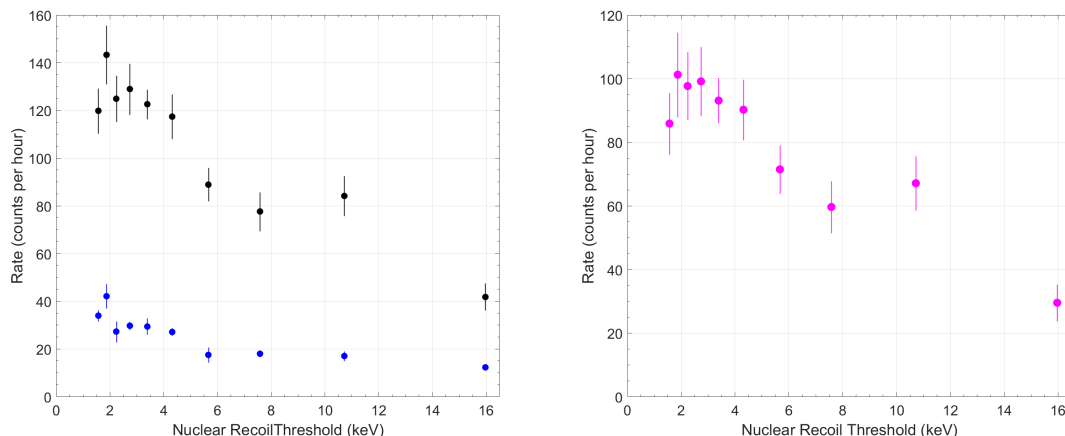 160
140
120
100
80
60
40
20
0
Rate (counts per hour)
0 2 4 6 8 10 12 14 16
Nuclear RecoilThreshold (keV)
120
100
80
60
40
20
0
Rate (counts per hour)
0 2 4 6 8 10 12 14 16
Nuclear Recoil Threshold (keV)